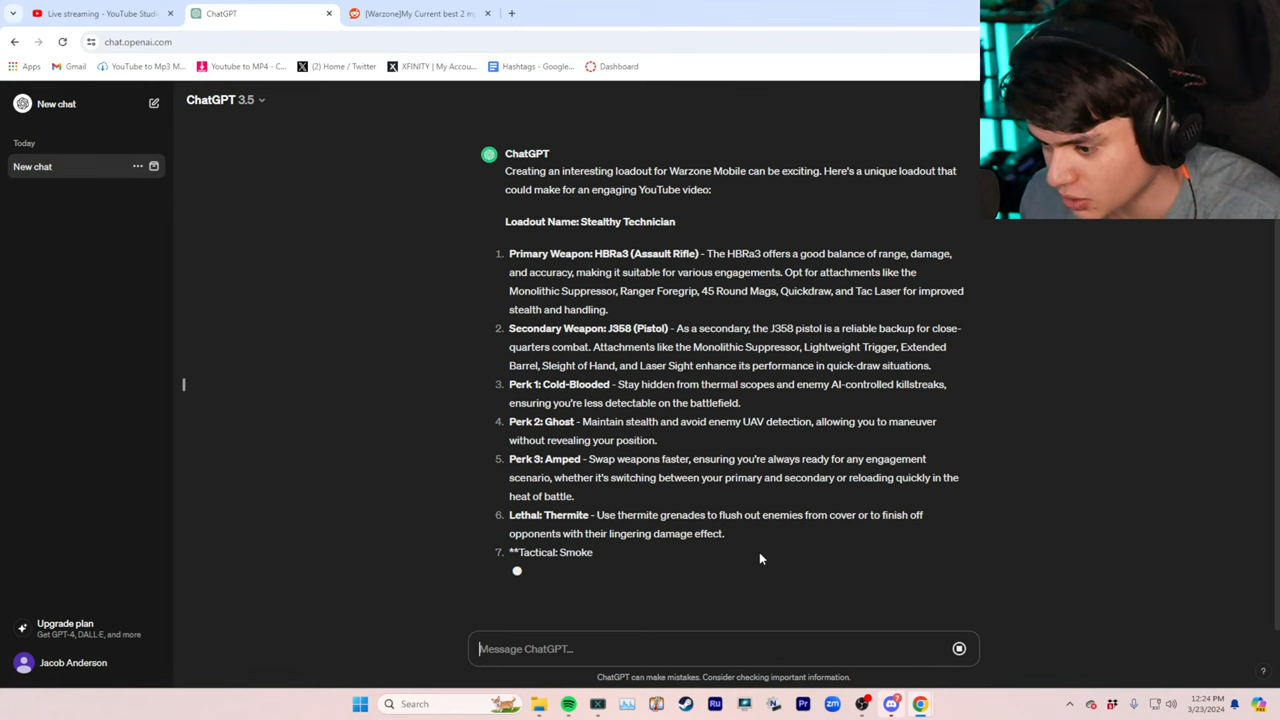 Live streaming - YouTube Studi
ChatGPT
[Warzone]My Current best 2 m
chat.openai.com
Apps
Gmail
YouTube to Mp3 M...
YouTube to MP4 - C...
(2) Home / Twitter
XFINITY | My Accou...
Hashtags - Google...
Dashboard
New chat
ChatGPT 3.5
Today
New chat
ChatGPT
Creating an interesting loadout for Warzone Mobile can be exciting. Here's a unique loadout that
could make for an engaging YouTube video:
Loadout Name: Stealthy Technician
1. Primary Weapon: HBRa3 (Assault Rifle) - The HBRa3 offers a good balance of range, damage,
and accuracy, making it suitable for various engagements. Opt for attachments like the
Monolithic Suppressor, Ranger Foregrip, 45 Round Mags, Quickdraw, and Tac Laser for improved
stealth and handling.
2. Secondary Weapon: J358 (Pistol) - As a secondary, the J358 pistol is a reliable backup for close-
quarters combat. Attachments like the Monolithic Suppressor, Lightweight Trigger, Extended
Barrel, Sleight of Hand, and Laser Sight enhance its performance in quick-draw situations.
3. Perk 1: Cold-Blooded - Stay hidden from thermal scopes and enemy AI-controlled killstreaks,
ensuring you're less detectable on the battlefield.
4. Perk 2: Ghost - Maintain stealth and avoid enemy UAV detection, allowing you to maneuver
without revealing your position.
5. Perk 3: Amped - Swap weapons faster, ensuring you're always ready for any engagement
scenario, whether it's switching between your primary and secondary or reloading quickly in the
heat of battle.
6. Lethal: Thermite - Use thermite grenades to flush out enemies from cover or to finish off
opponents with their lingering damage effect.
7. **Tactical: Smoke
Upgrade plan
Get GPT-4, DALL·E, and more
Jacob Anderson
Message ChatGPT...
ChatGPT can make mistakes. Consider checking important information.
?
Search
Ru
Pr
zm
12:24 PM
3/23/2024